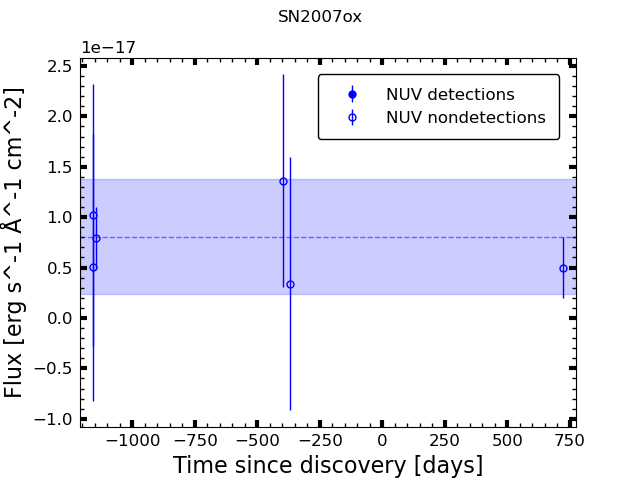 SN2007ox
1e−17
NUV detections
NUV nondetections
2.5
2.0
1.5
1.0
0.5
0.0
−0.5
−1.0
Flux [erg s^-1 Å^-1 cm^-2]
−1000 −750 −500 −250 0 250 500 750
Time since discovery [days]